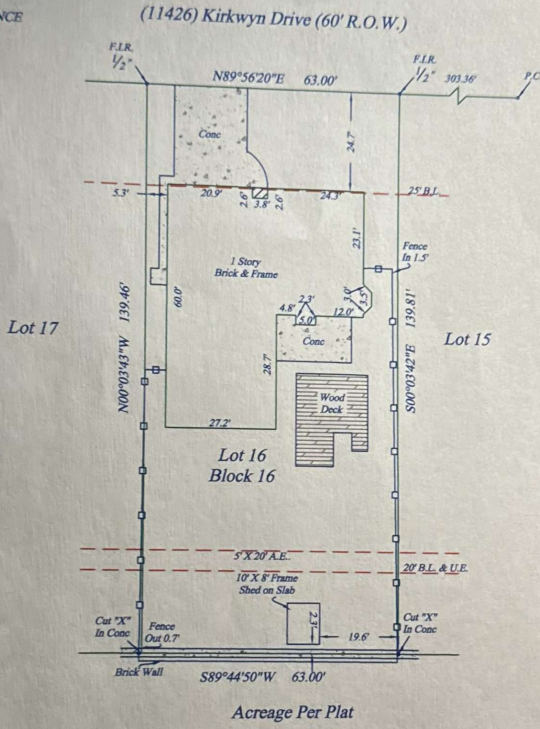 NCE
(11426) Kirkwyn Drive (60' R.O.W.)
F.I.R.
1/2"
N89°56'20"E 63.00'
F.I.R.
1/2"
303.36'
P.C
Conc
24.7'
5.3'
20.9'
2.6'
3.8'
2.6'
24.3'
25' B.L.
23.1'
1 Story
Brick & Frame
Fence
In 1.5'
60.0'
N00°03'43"W 139.46'
S00°03'42"E 139.81'
Lot 17
Lot 15
2.3'
4.8'
5.0'
12.0'
3.0'
3.5'
Conc
28.7'
Wood
Deck
27.2'
Lot 16
Block 16
5' X 20' A.E.
20' B.L. & U.E.
10' X 8' Frame
Shed on Slab
2.3'
19.6'
Cut "X"
In Conc
Fence
Out 0.7'
Cut "X"
In Conc
Brick Wall
S89°44'50"W 63.00'
Acreage Per Plat